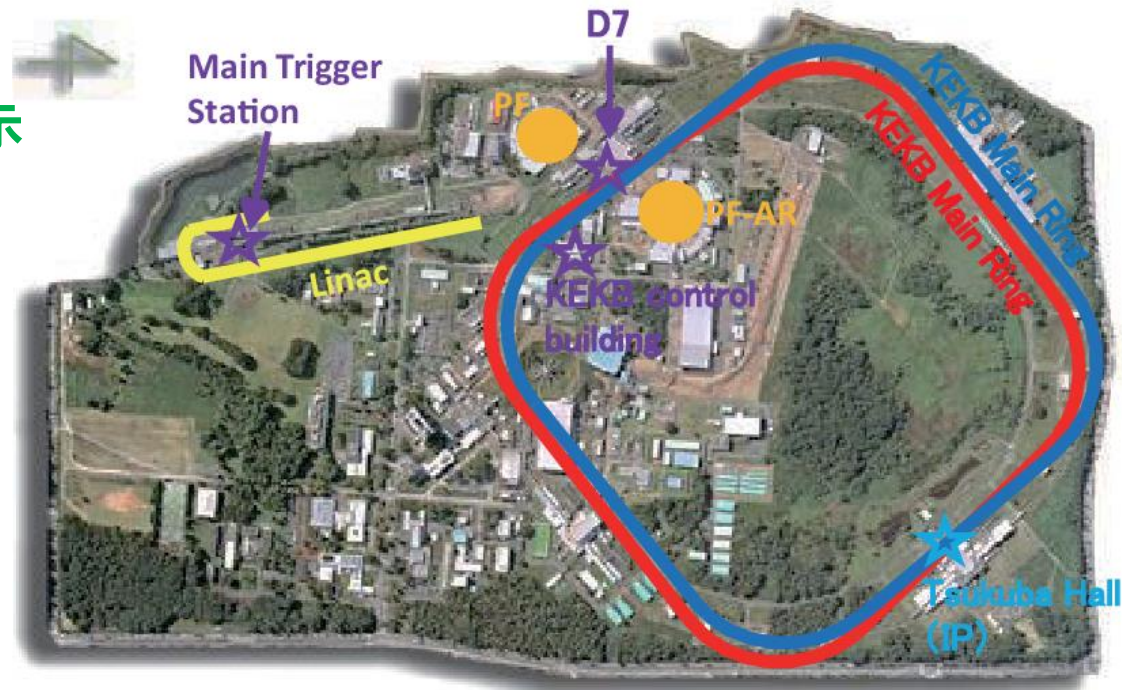 示
D7
Main Trigger
Station
PF
KEKB Main Ring
KEKB Main Ring
PF-AR
Linac
KEKB control
building
Tsukuba Hall
(IP)